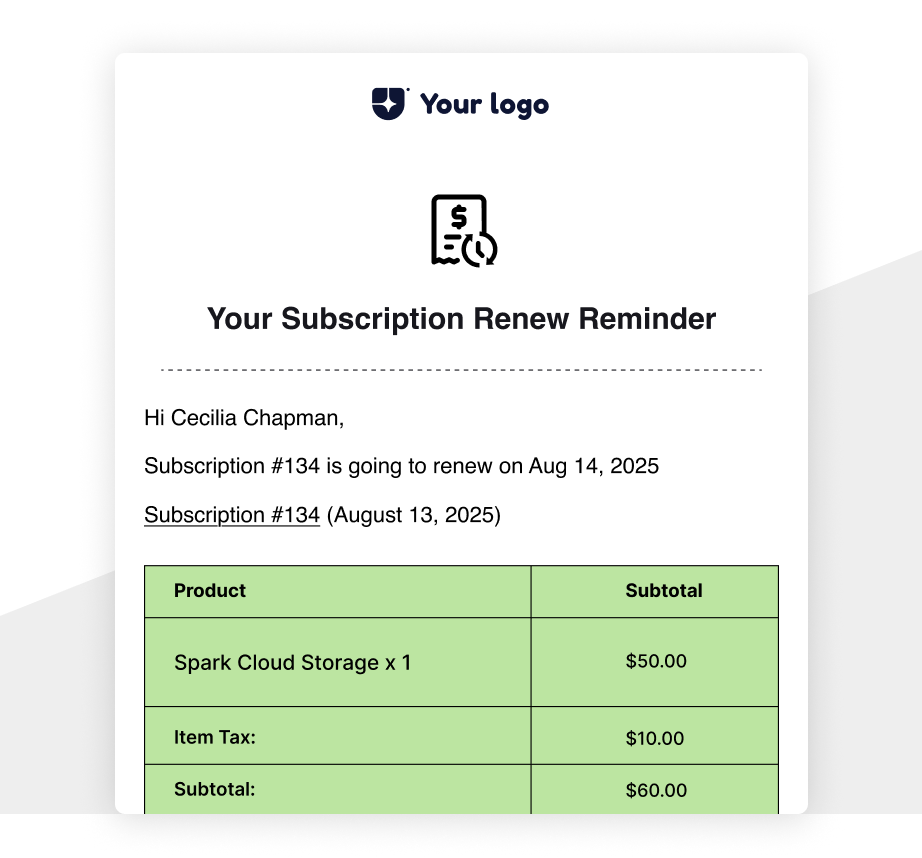 Your logo
$
Your Subscription Renew Reminder
Hi Cecilia Chapman,
Subscription #134 is going to renew on Aug 14, 2025
Subscription #134 (August 13, 2025)
Product Subtotal
Spark Cloud Storage x 1 $50.00
Item Tax: $10.00
Subtotal: $60.00